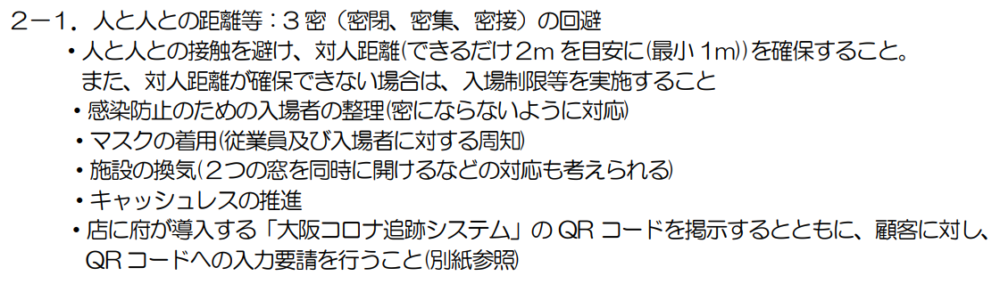 ２－１．人と人との距離等：３密（密閉、密集、密接）の回避
・人と人との接触を避け、対人距離(できるだけ２ｍを目安に(最小１ｍ))を確保すること。
また、対人距離が確保できない場合は、入場制限等を実施すること
・感染防止のための入場者の整理(密にならないように対応)
・マスクの着用(従業員及び入場者に対する周知)
・施設の換気(２つの窓を同時に開けるなどの対応も考えられる)
・キャッシュレスの推進
・店に府が導入する「大阪コロナ追跡システム」のＱＲコードを掲示するとともに、顧客に対し、
ＱＲコードへの入力要請を行うこと(別紙参照)